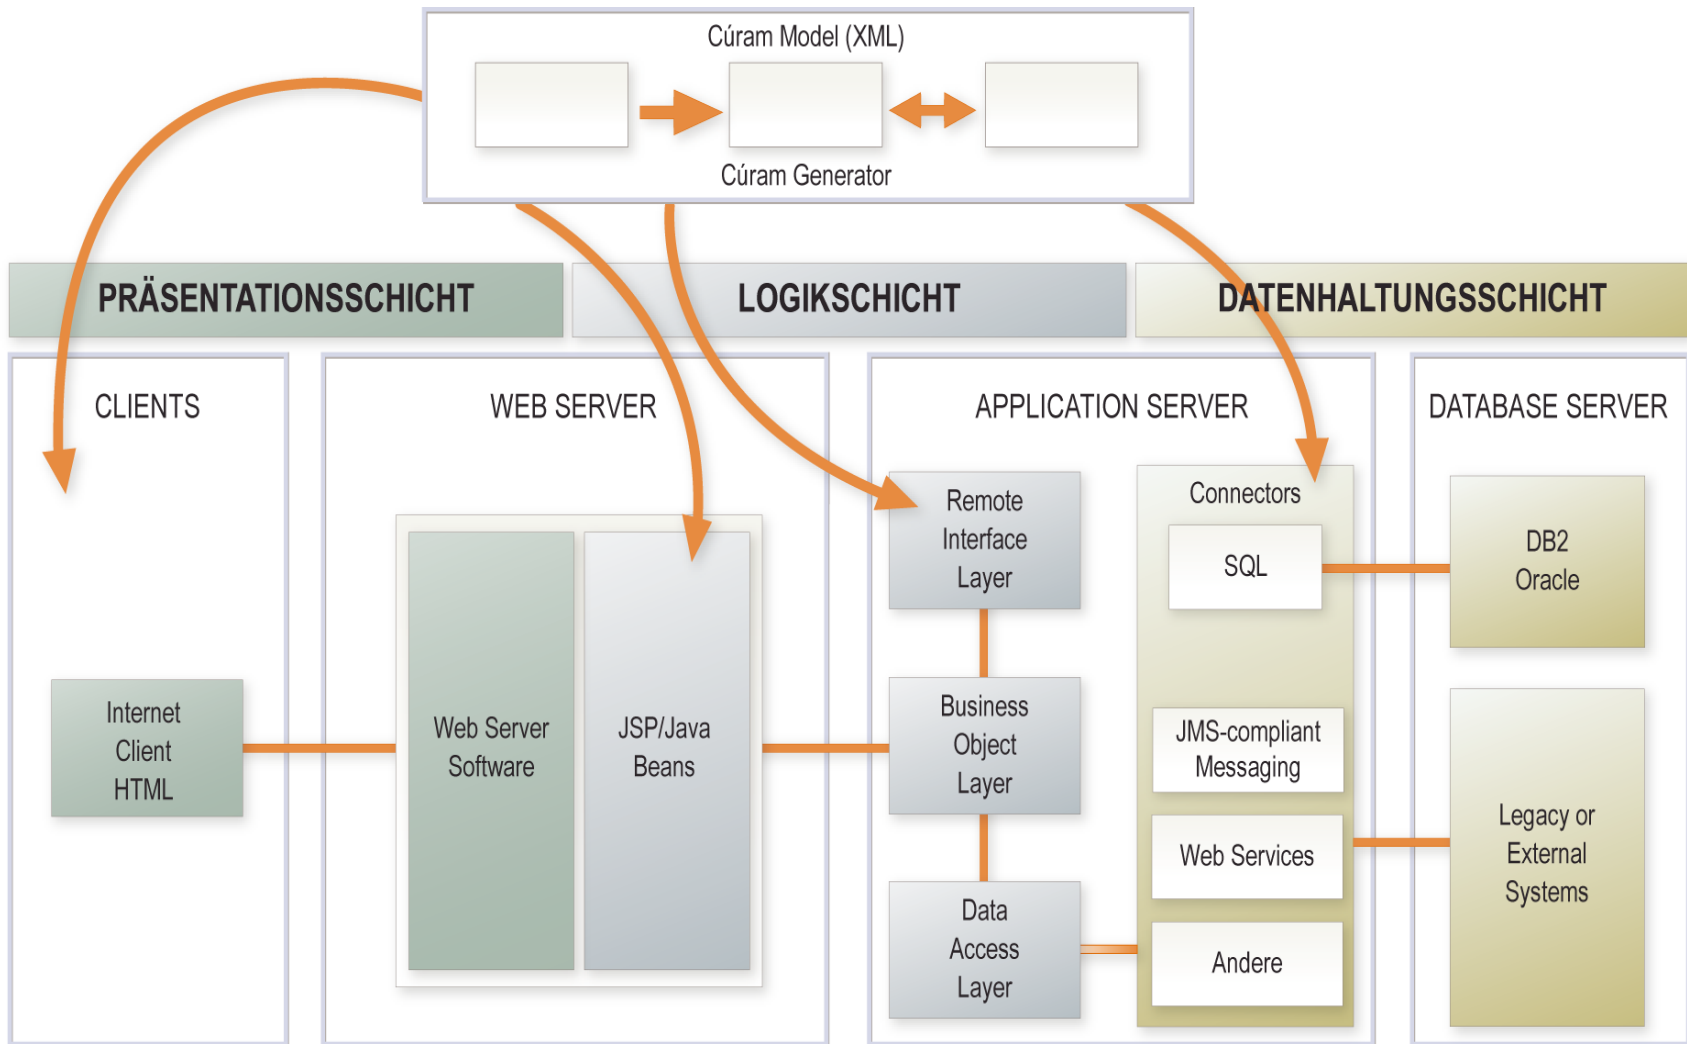 Cúram Model (XML)
Cúram Generator
PRÄSENTATIONSSCHICHT
LOGIKSCHICHT
DATENHALTUNGSSCHICHT
CLIENTS
WEB SERVER
APPLICATION SERVER
DATABASE SERVER
Internet
Client
HTML
Web Server
Software
JSP/Java
Beans
Remote
Interface
Layer
Business
Object
Layer
Data
Access
Layer
Connectors
SQL
JMS-compliant
Messaging
Web Services
Andere
DB2
Oracle
Legacy or
External
Systems